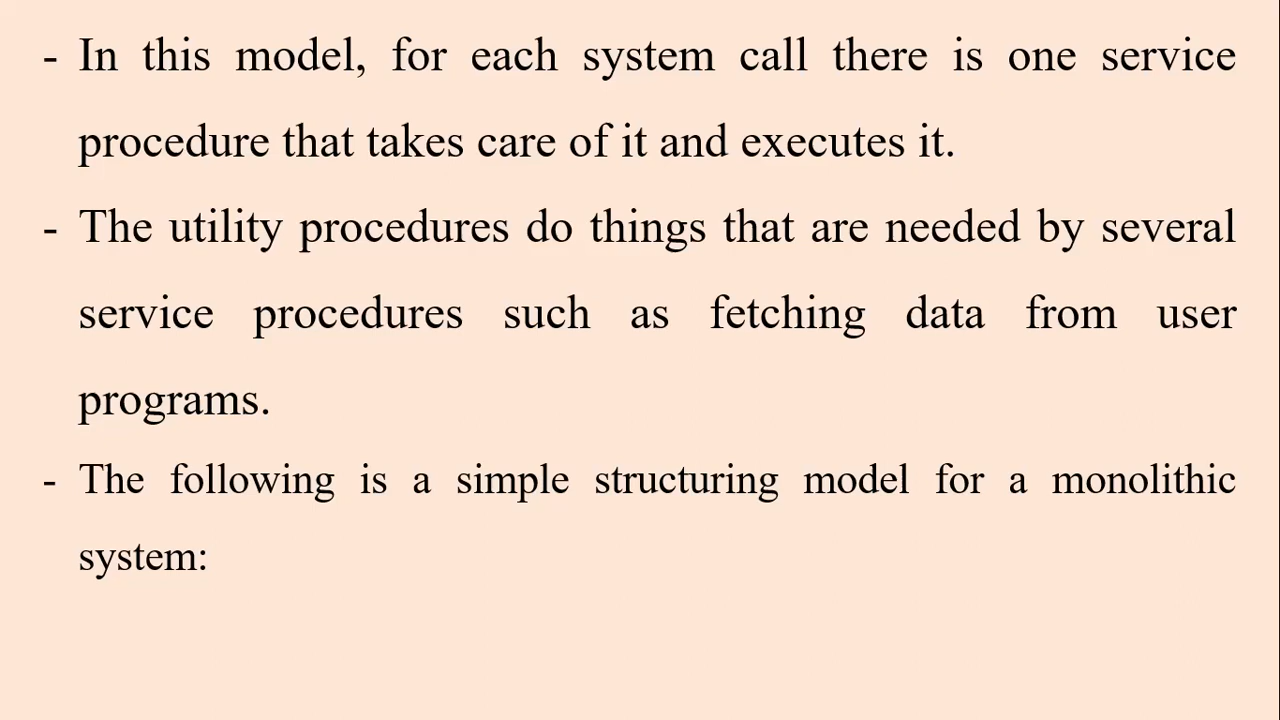 - In this model, for each system call there is one service
procedure that takes care of it and executes it.
- The utility procedures do things that are needed by several
service procedures such as fetching data from user
programs.
- The following is a simple structuring model for a monolithic
system: